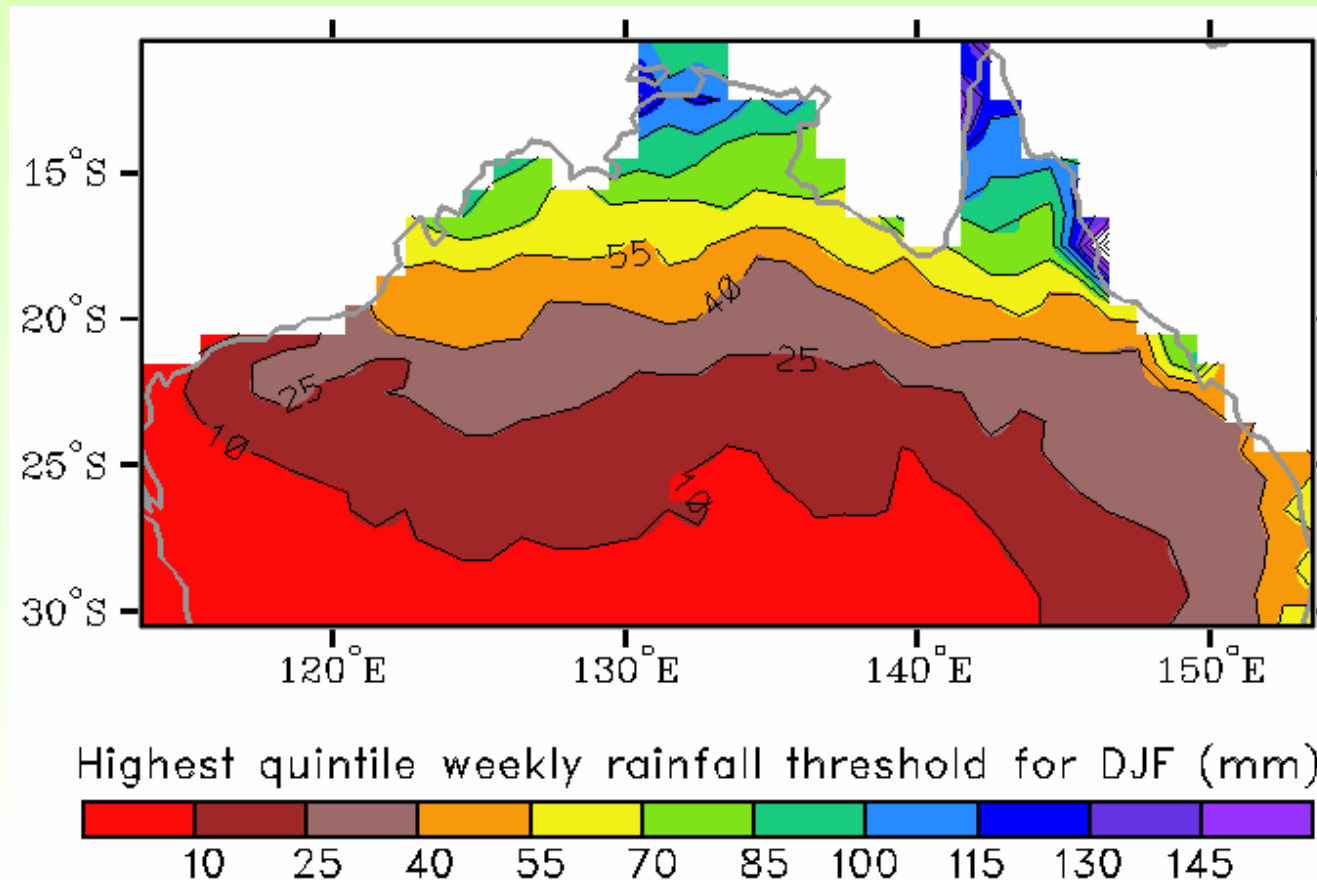 15°S
20°S
25°S
30°S
55
40
25
25
10
10
120°E 130°E 140°E 150°E
Highest quintile weekly rainfall threshold for DJF (mm)
10 25 40 55 70 85 100 115 130 145